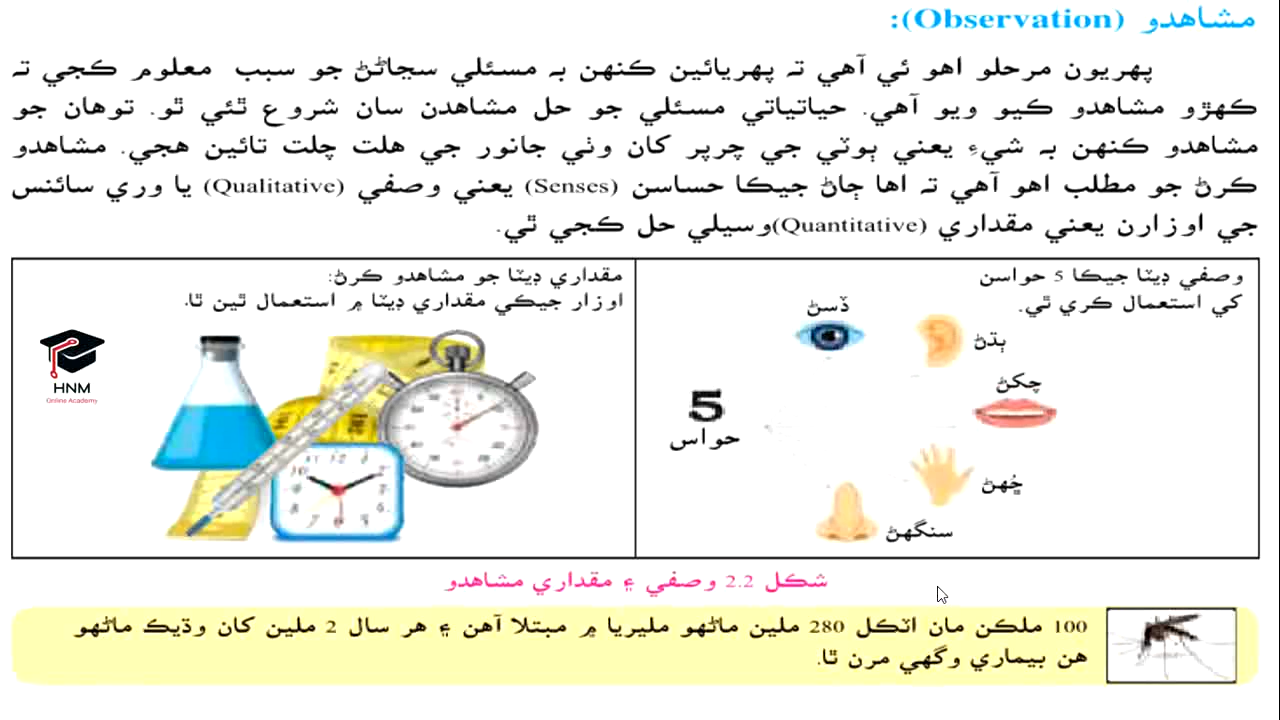 مشاهدو (Observation):
پهريون مرحلو اهو ئي آهي ته پهريائين ڪنهن به مسئلي سڃاڻڻ جو سبب معلوم ڪجي ته
ڪهڙو مشاهدو ڪيو ويو آهي. حياتياتي مسئلي جو حل مشاهدن سان شروع ٿئي ٿو. توهان جو
مشاهدو ڪنهن به شيءِ يعني ٻوٽي جي چرپر کان وٺي جانور جي هلت چلت تائين هجي. مشاهدو
ڪرڻ جو مطلب اهو آهي ته اها ڄاڻ جيڪا حساسن (Senses) يعني وصفي (Qualitative) يا وري سائنس
جي اوزارن يعني مقداري (Quantitative)وسيلي حل ڪجي ٿي.
وصفي ڊيٽا جيڪا 5 حواسن
کي استعمال ڪري ٿي.
ڏسڻ
ٻڌڻ
چکڻ
5
حواس
ڇُهڻ
سنگهڻ
مقداري ڊيٽا جو مشاهدو ڪرڻ:
اوزار جيڪي مقداري ڊيٽا ۾ استعمال ٿين ٿا.
HNM
Online Academy
شڪل 2.2 وصفي ۽ مقداري مشاهدو
100 ملڪن مان اٽڪل 280 ملين ماڻهو مليريا ۾ مبتلا آهن ۽ هر سال 2 ملين کان وڌيڪ ماڻهو
هن بيماري وگهي مرن ٿا.